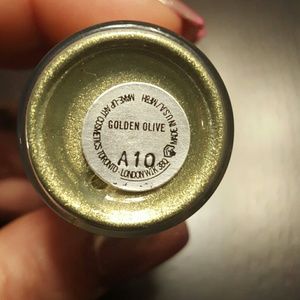 GOLDEN OLIVE
A10
MAKE-UP ART COSMETICS TORONTO · LONDON W1K 3BQ
MADE IN U.S.A.